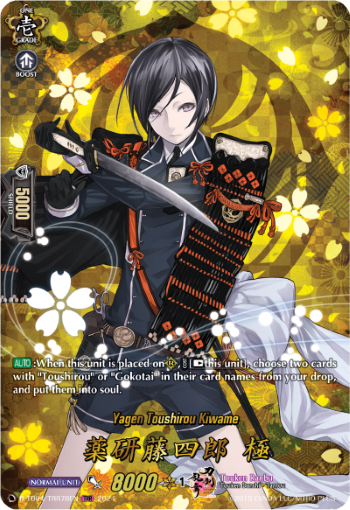 ONE
壱
GRADE
BOOST
5000
SHIELD
AUTO :When this unit is placed on R, [this unit), choose two cards
with "Toushirou" or "Gokotai" in their card names from your drop,
and put them into soul.
Yagen Toushirou Kiwame
薬研藤四郎 極
NORMAL UNIT
8000 1
Touken Ranbu